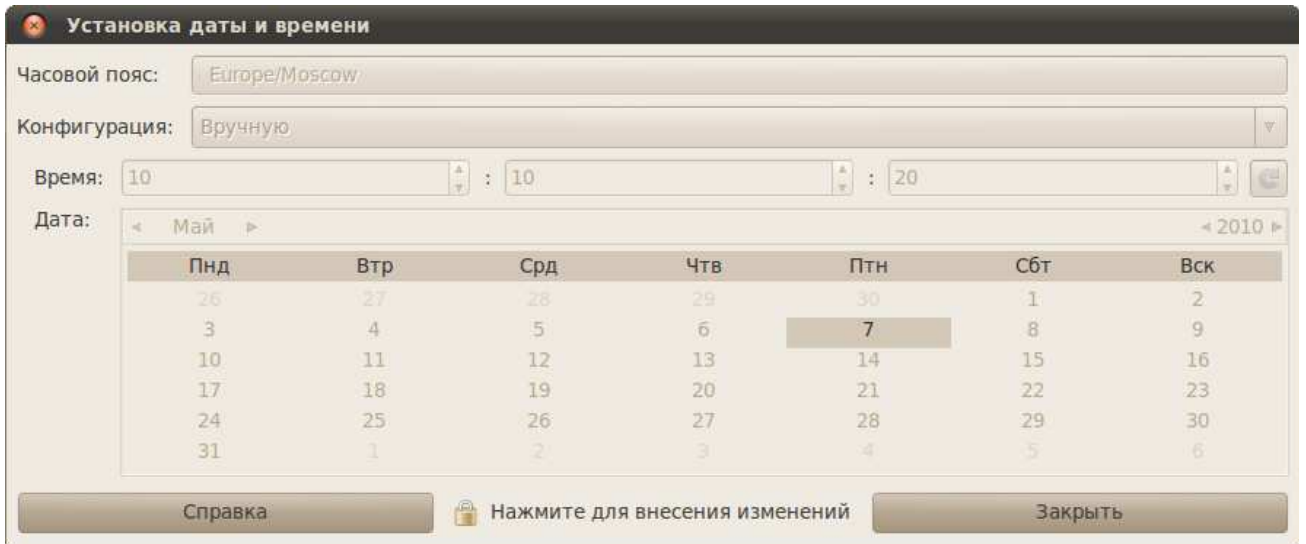 Установка даты и времени
Часовой пояс: Europe/Moscow
Конфигурация: Вручную
Время: 10 : 10 : 20
Дата: Май 2010
Пнд Втр Срд Чтв Птн Сбт Вск
26 27 28 29 30 1 2
3 4 5 6 7 8 9
10 11 12 13 14 15 16
17 18 19 20 21 22 23
24 25 26 27 28 29 30
31 1 2 3 4 5 6
Справка Нажмите для внесения изменений Закрыть